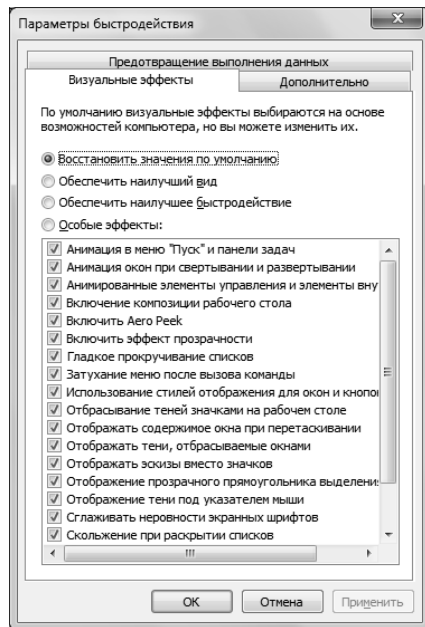 Параметры быстродействия
Предотвращение выполнения данных
Визуальные эффекты
Дополнительно
По умолчанию визуальные эффекты выбираются на основе
возможностей компьютера, но вы можете изменить их.
Восстановить значения по умолчанию
Обеспечить наилучший вид
Обеспечить наилучшее быстродействие
Особые эффекты:
Анимация в меню "Пуск" и панели задач
Анимация окон при свертывании и развертывании
Анимированные элементы управления и элементы вну
Включение композиции рабочего стола
Включить Aero Peek
Включить эффект прозрачности
Гладкое прокручивание списков
Затухание меню после вызова команды
Использование стилей отображения для окон и кнопо
Отбрасывание теней значками на рабочем столе
Отображать содержимое окна при перетаскивании
Отображать тени, отбрасываемые окнами
Отображать эскизы вместо значков
Отображение прозрачного прямоугольника выделени
Отображение тени под указателем мыши
Сглаживать неровности экранных шрифтов
Скольжение при раскрытии списков
ОК
Отмена
Применить